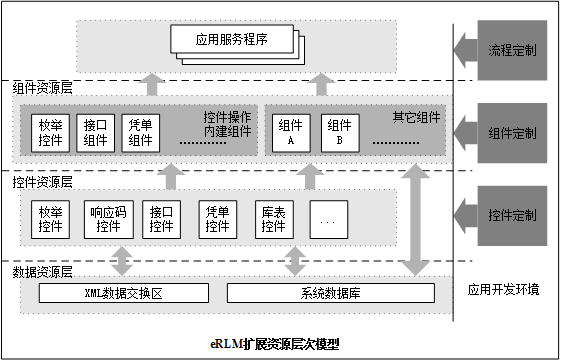 应用服务程序
流程定制
组件资源层
枚举
控件
接口
组件
凭单
组件
控件操作
内建组件
...................
组件
A
组件
B
其它组件
............
组件定制
控件资源层
枚举
控件
响应码
控件
接口
控件
凭单
控件
库表
控件
...
控件定制
数据资源层
XML数据交换区
系统数据库
应用开发环境
eRLM扩展资源层次模型